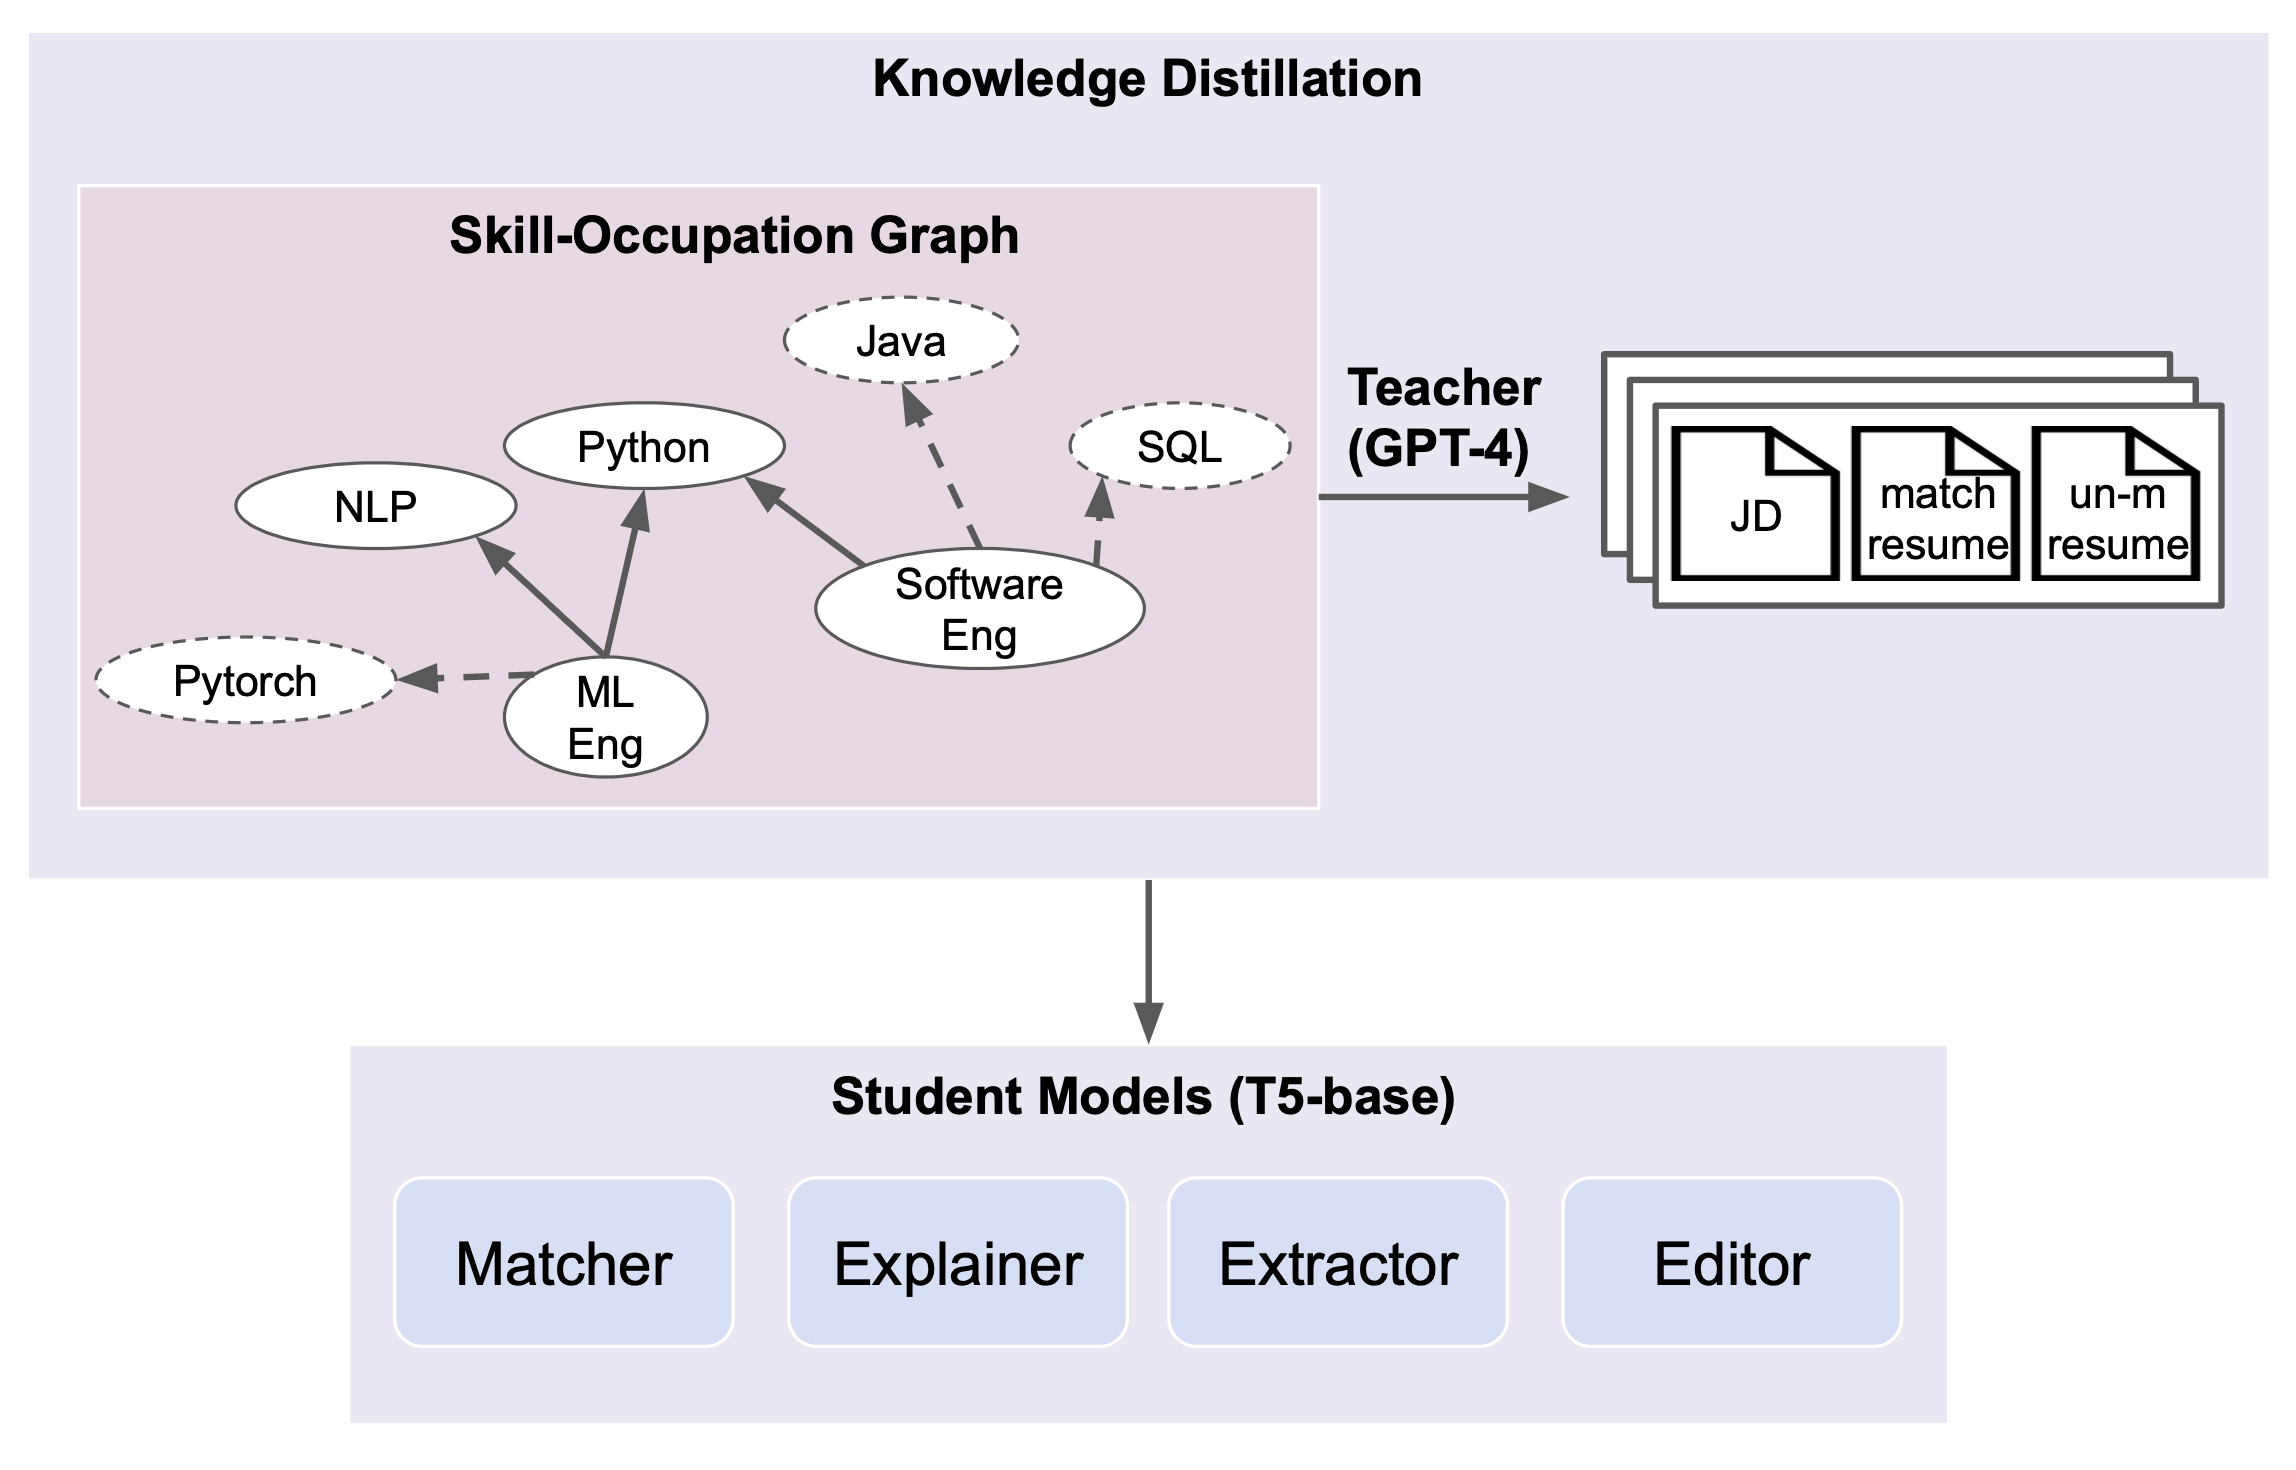 Knowledge Distillation
Skill-Occupation Graph
Java
Python
SQL
NLP
Software
Eng
Pytorch
ML
Eng
Teacher
(GPT-4)
JD
match
resume
un-m
resume
Student Models (T5-base)
Matcher
Explainer
Extractor
Editor